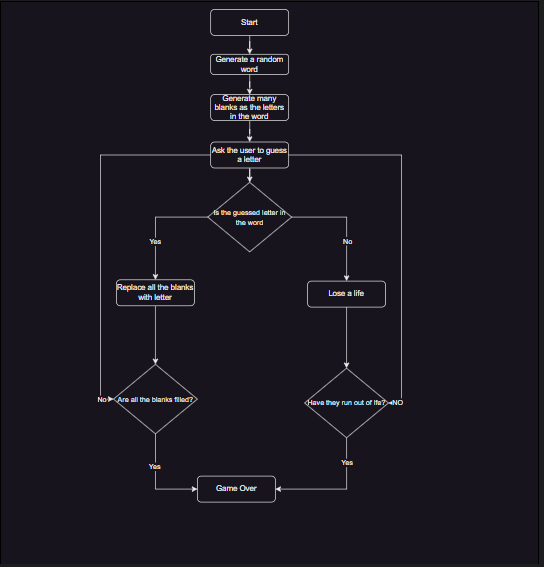 Start
Generate a random
word
Generate many
blanks as the letters
in the word
Ask the user to guess
a letter
Is the guessed letter in
the word
Yes
No
Replace all the blanks
with letter
Lose a life
No
Are all the blanks filled?
Have they run out of ife?
NO
Yes
Yes
Game Over